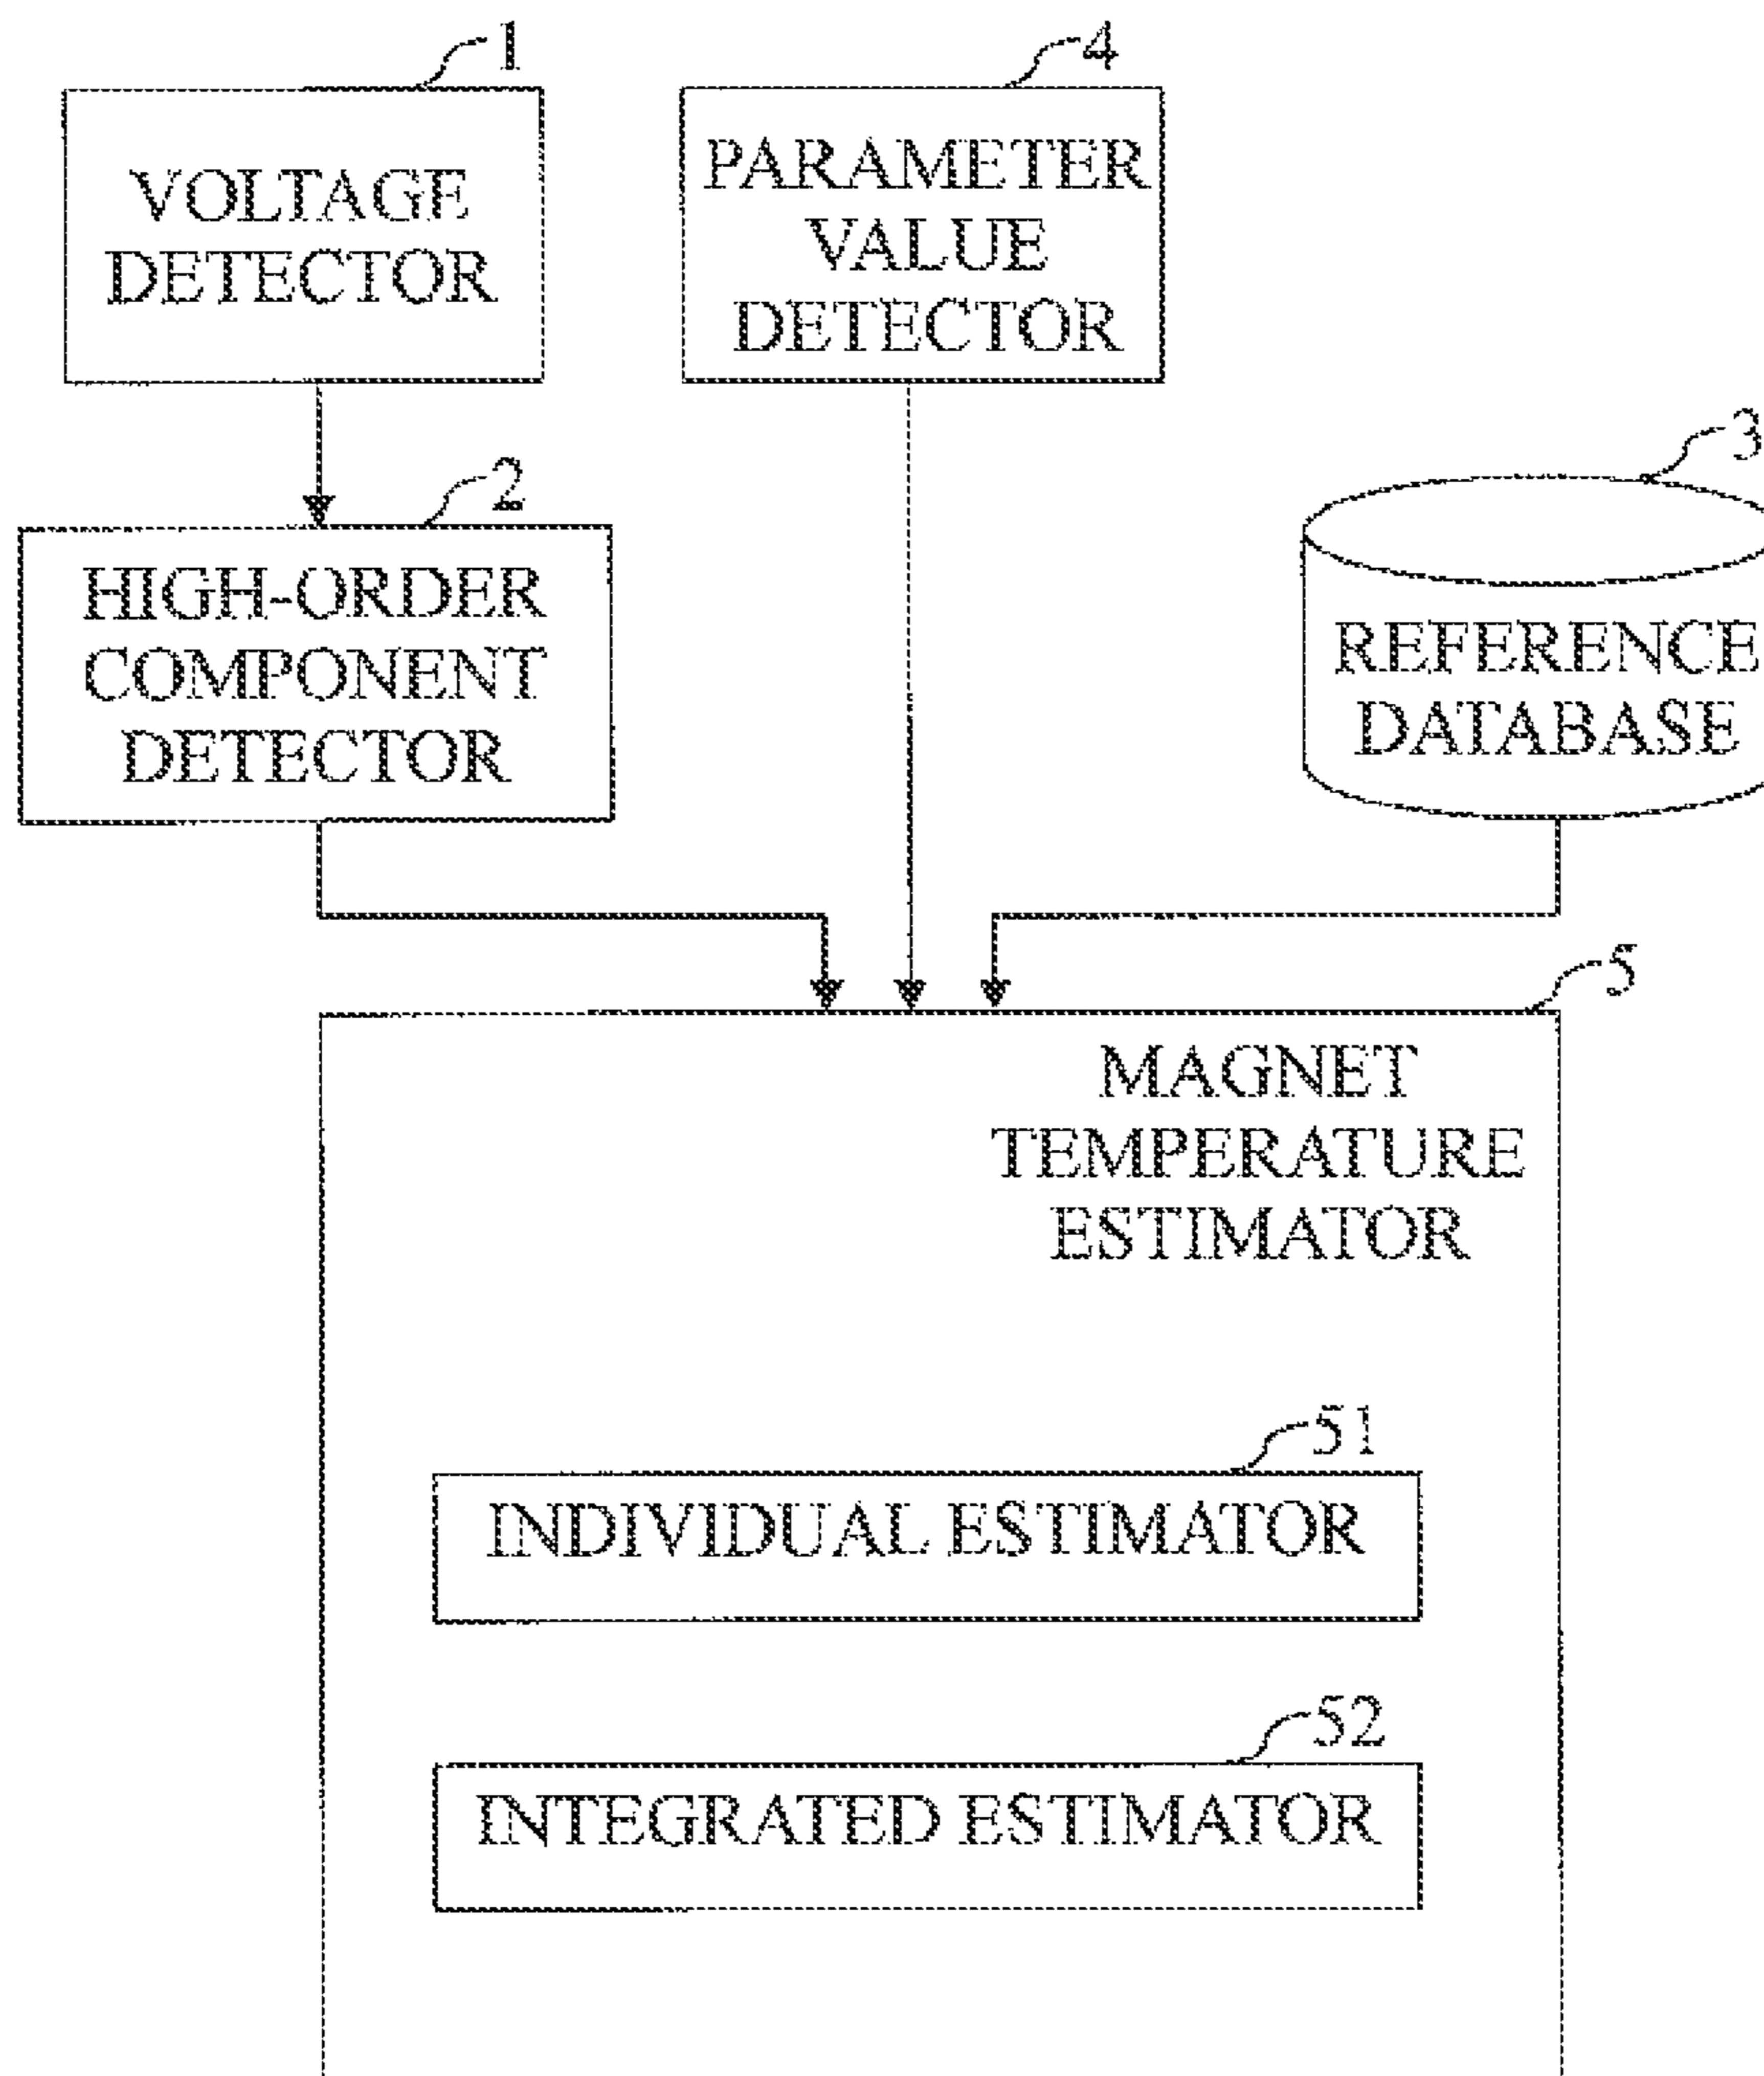 1
VOLTAGE
DETECTOR
4
PARAMETER
VALUE
DETECTOR
2
HIGH-ORDER
COMPONENT
DETECTOR
3
REFERENCE
DATABASE
5
MAGNET
TEMPERATURE
ESTIMATOR
51
INDIVIDUAL ESTIMATOR
52
INTEGRATED ESTIMATOR